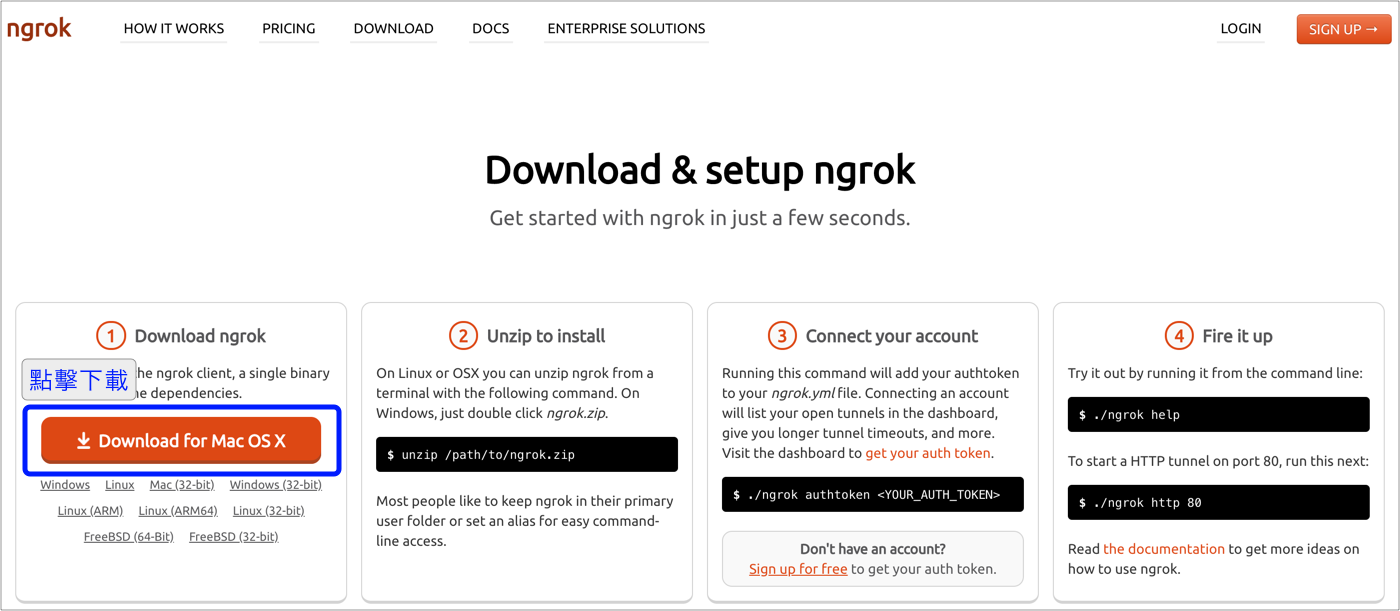 ngrok
HOW IT WORKS
PRICING
DOWNLOAD
DOCS
ENTERPRISE SOLUTIONS
LOGIN
SIGN UP →
Download & setup ngrok
Get started with ngrok in just a few seconds.
1 Download ngrok
點擊下載
he ngrok client, a single binary
ne dependencies.
Download for Mac OS X
Windows Linux Mac (32-bit) Windows (32-bit)
Linux (ARM) Linux (ARM64) Linux (32-bit)
FreeBSD (64-Bit) FreeBSD (32-bit)
2 Unzip to install
On Linux or OSX you can unzip ngrok from a
terminal with the following command. On
Windows, just double click ngrok.zip.
$ unzip /path/to/ngrok.zip
Most people like to keep ngrok in their primary
user folder or set an alias for easy command-
line access.
3 Connect your account
Running this command will add your authtoken
to your ngrok.yml file. Connecting an account
will list your open tunnels in the dashboard,
give you longer tunnel timeouts, and more.
Visit the dashboard to get your auth token.
$ ./ngrok authtoken <YOUR_AUTH_TOKEN>
Don't have an account?
Sign up for free to get your auth token.
4 Fire it up
Try it out by running it from the command line:
$ ./ngrok help
To start a HTTP tunnel on port 80, run this next:
$ ./ngrok http 80
Read the documentation to get more ideas on
how to use ngrok.